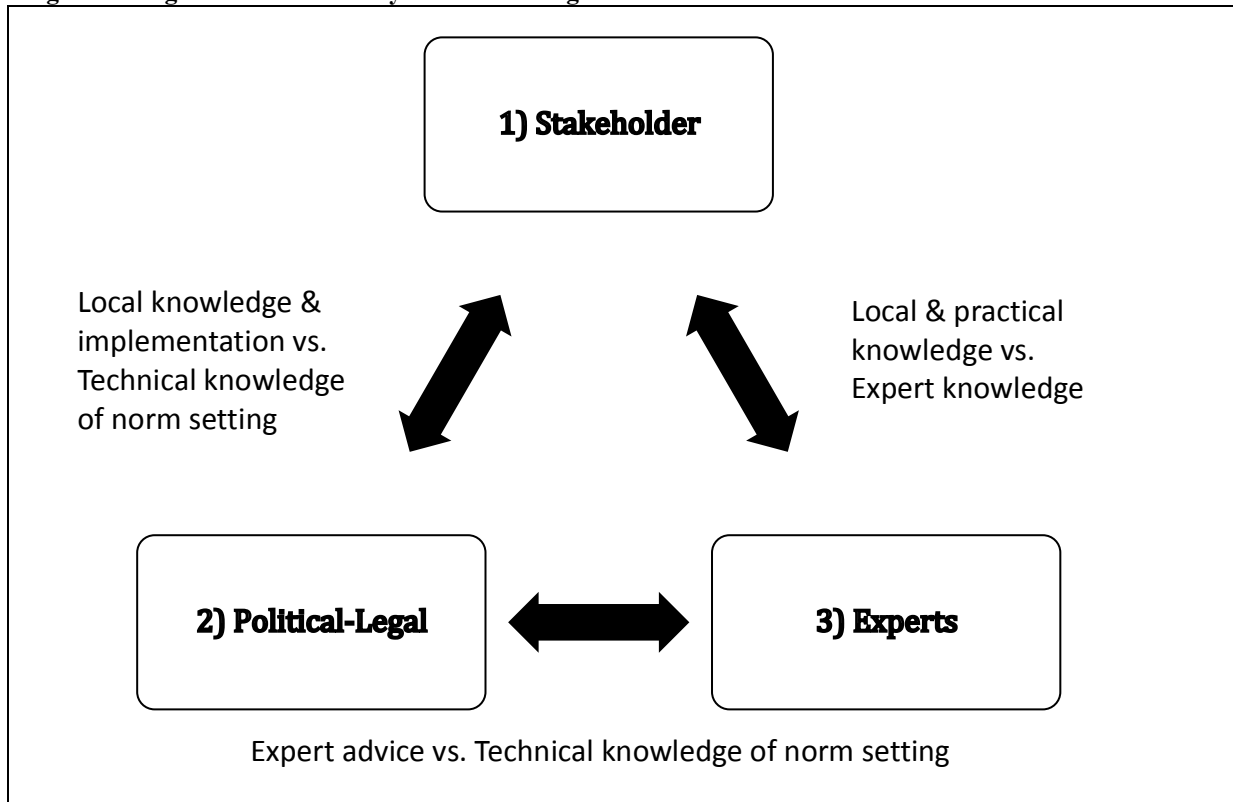 1) Stakeholder
Local knowledge &
implementation vs.
Technical knowledge
of norm setting
Local & practical
knowledge vs.
Expert knowledge
2) Political-Legal
3) Experts
Expert advice vs. Technical knowledge of norm setting